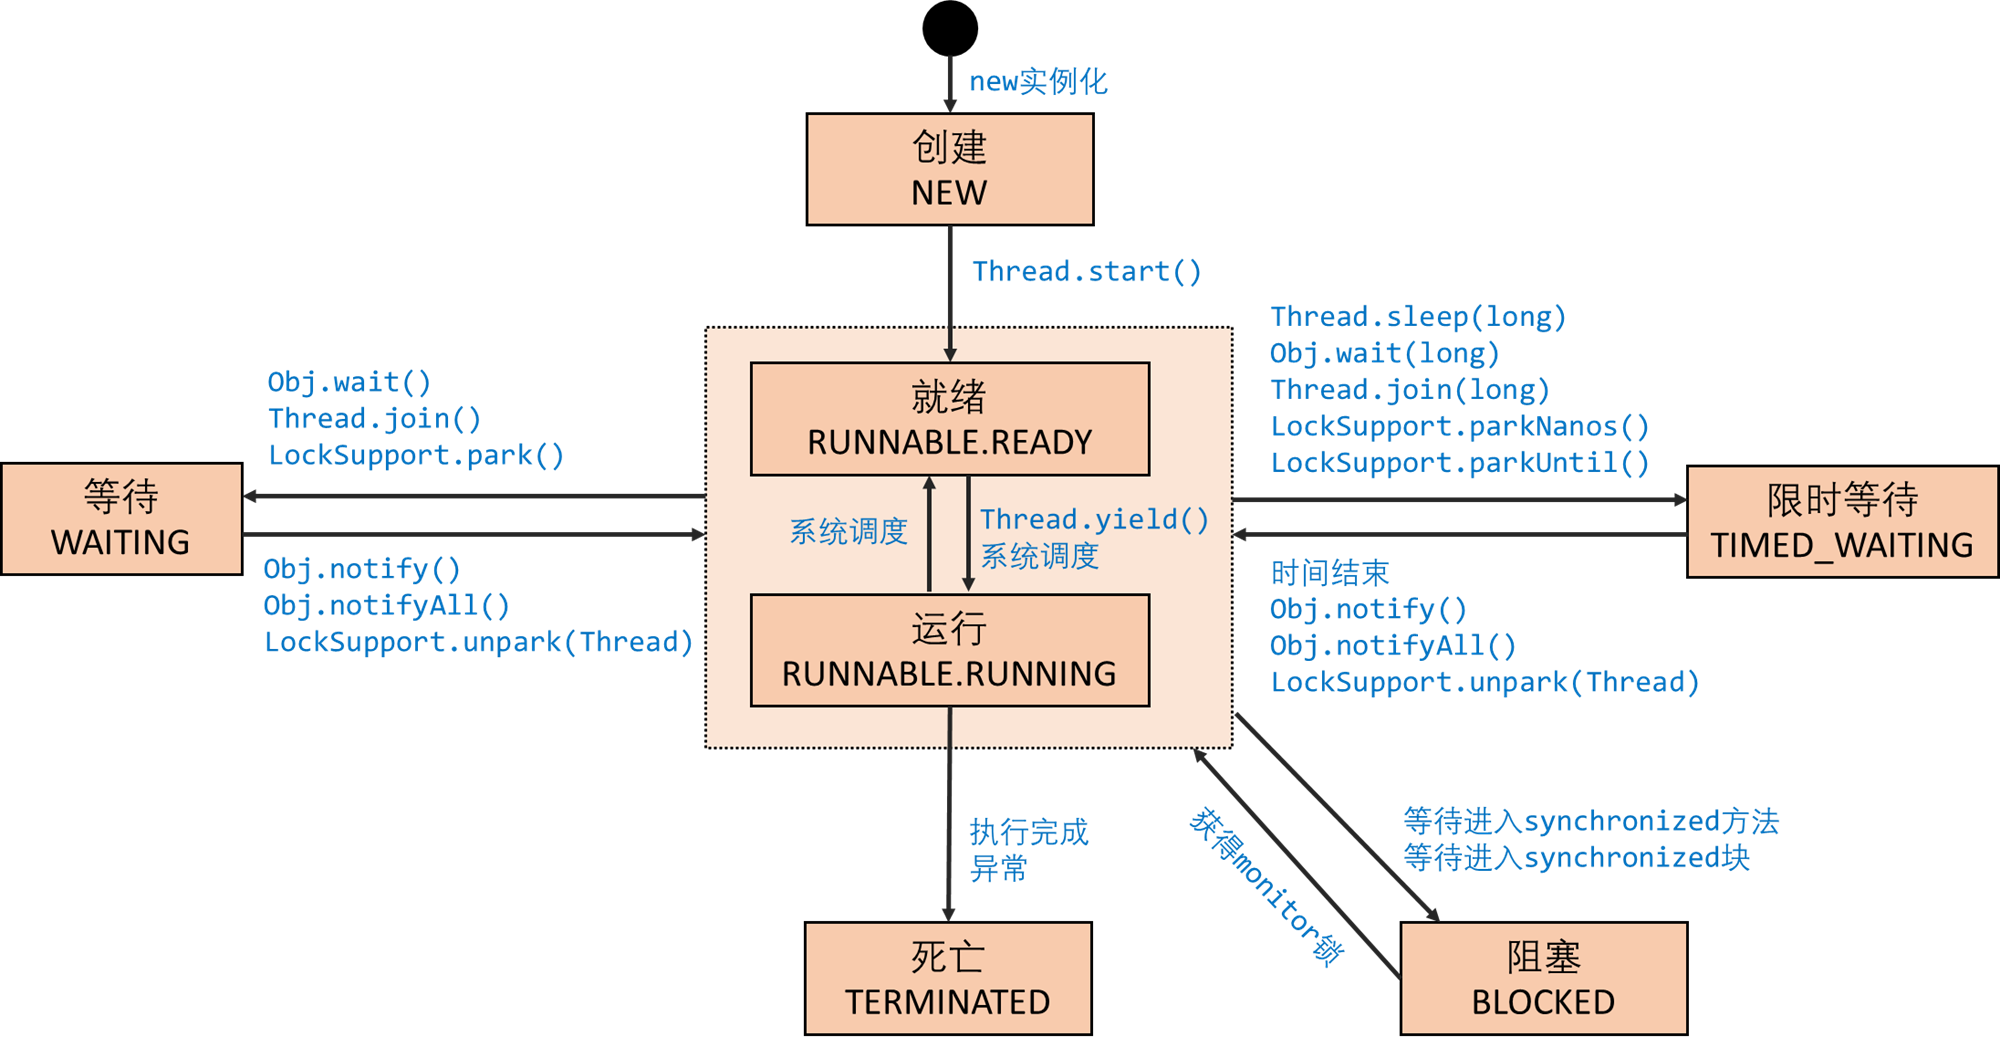 new实例化
创建
NEW
Thread.start()
Thread.sleep(long)
Obj.wait(long)
Thread.join(long)
LockSupport.parkNanos()
LockSupport.parkUntil()
Obj.wait()
Thread.join()
LockSupport.park()
就绪
RUNNABLE.READY
等待
WAITING
限时等待
TIMED_WAITING
系统调度
Thread.yield()
系统调度
Obj.notify()
Obj.notifyAll()
LockSupport.unpark(Thread)
运行
RUNNABLE.RUNNING
时间结束
Obj.notify()
Obj.notifyAll()
LockSupport.unpark(Thread)
执行完成
异常
获得monitor锁
等待进入synchronized方法
等待进入synchronized块
死亡
TERMINATED
阻塞
BLOCKED